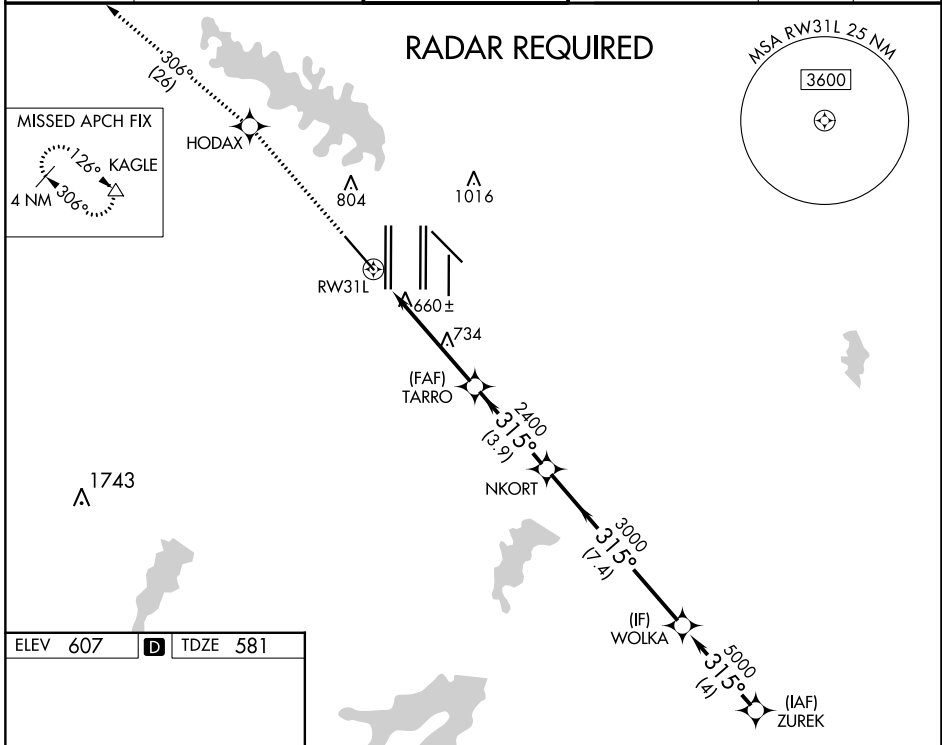 RADAR REQUIRED
MSA RW31L 25 NM
3600
306°
(26)
HODAX
MISSED APCH FIX
126°
KAGLE
4 NM
306°
804
1016
RW31L
660 ±
734
(FAF)
TARRO
2400
315°
(3.9)
NKORT
1743
3000
315°
(7.4)
(IF)
WOLKA
5000
315°
(4)
(IAF)
ZUREK
ELEV 607 D TDZE 581